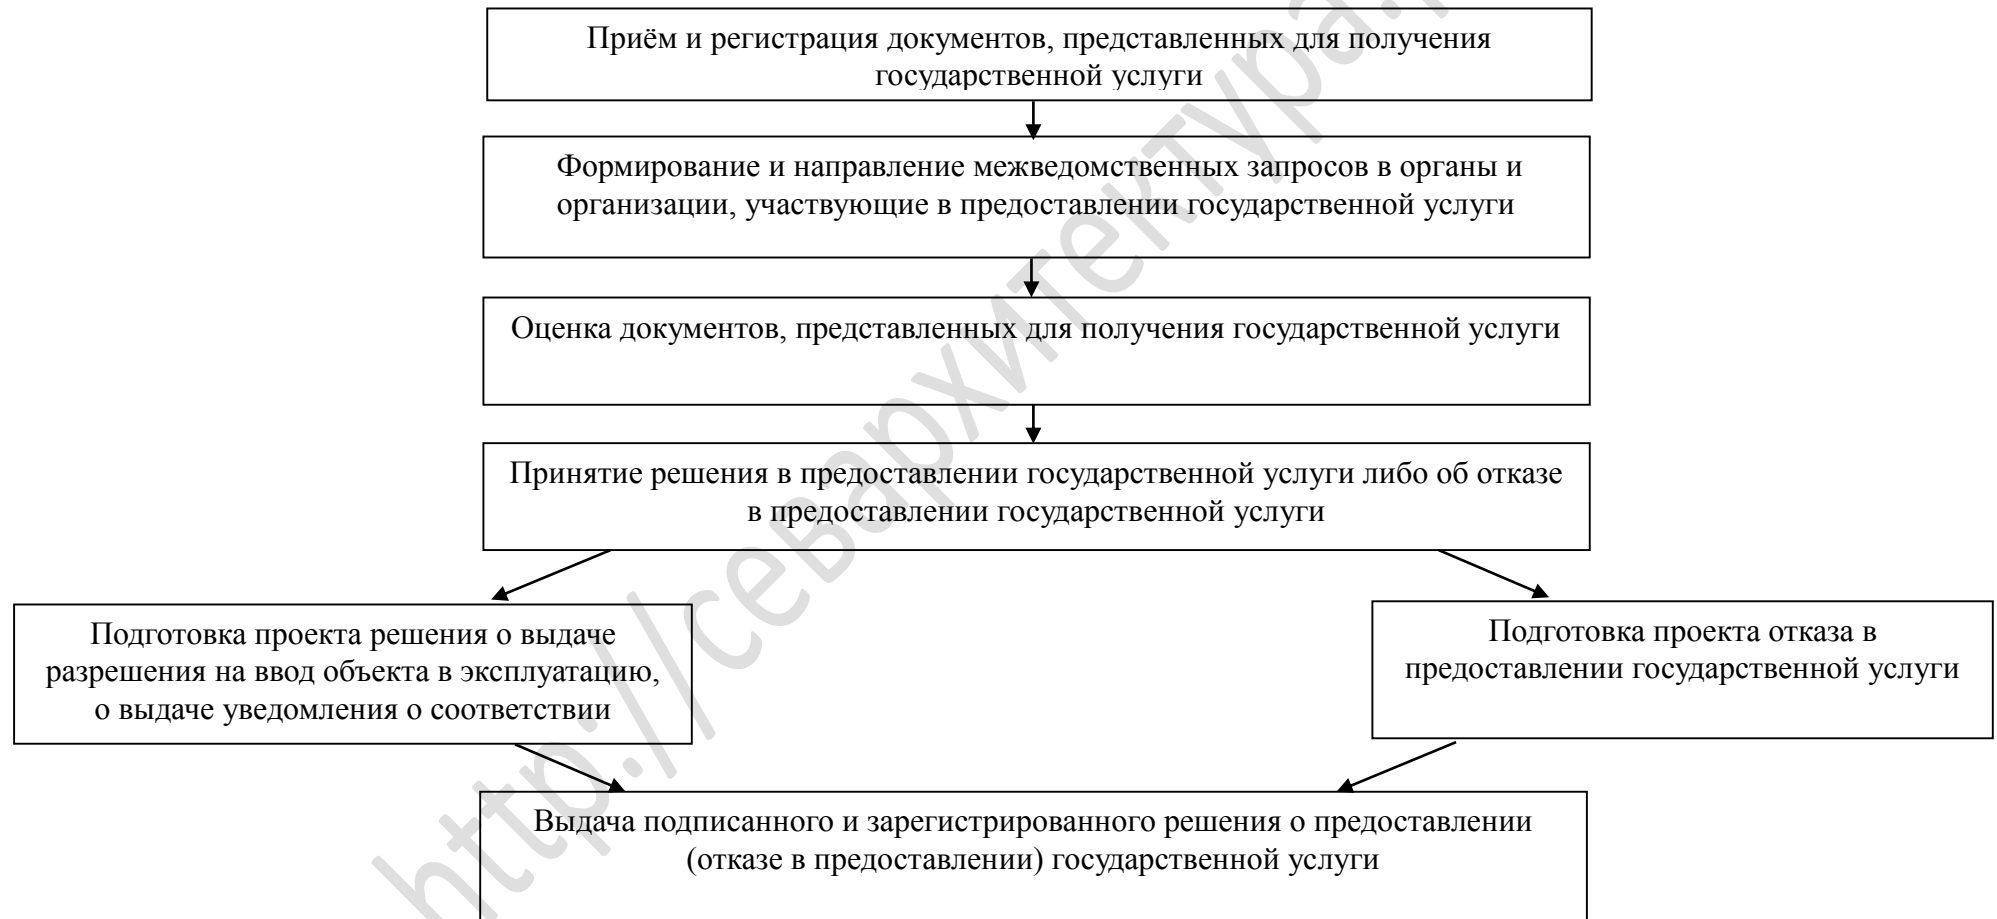 Приём и регистрация документов, представленных для получения
государственной услуги
Формирование и направление межведомственных запросов в органы и
организации, участвующие в предоставлении государственной услуги
Оценка документов, представленных для получения государственной услуги
Принятие решения в предоставлении государственной услуги либо об отказе
в предоставлении государственной услуги
Подготовка проекта решения о выдаче
разрешения на ввод объекта в эксплуатацию,
о выдаче уведомления о соответствии
Подготовка проекта отказа в
предоставлении государственной услуги
Выдача подписанного и зарегистрированного решения о предоставлении
(отказе в предоставлении) государственной услуги
http://севархитектура.